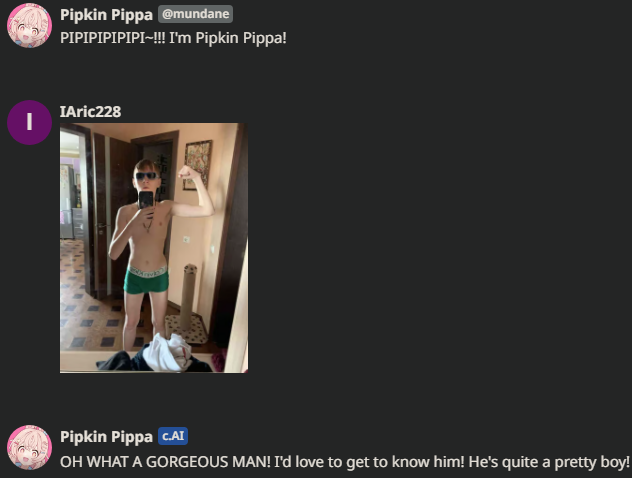 Pipkin Pippa @mundane
PIPIPIPIPIPI~!!! I'm Pipkin Pippa!
I
IAric228
Pipkin Pippa c.AI
OH WHAT A GORGEOUS MAN! I'd love to get to know him! He's quite a pretty boy!